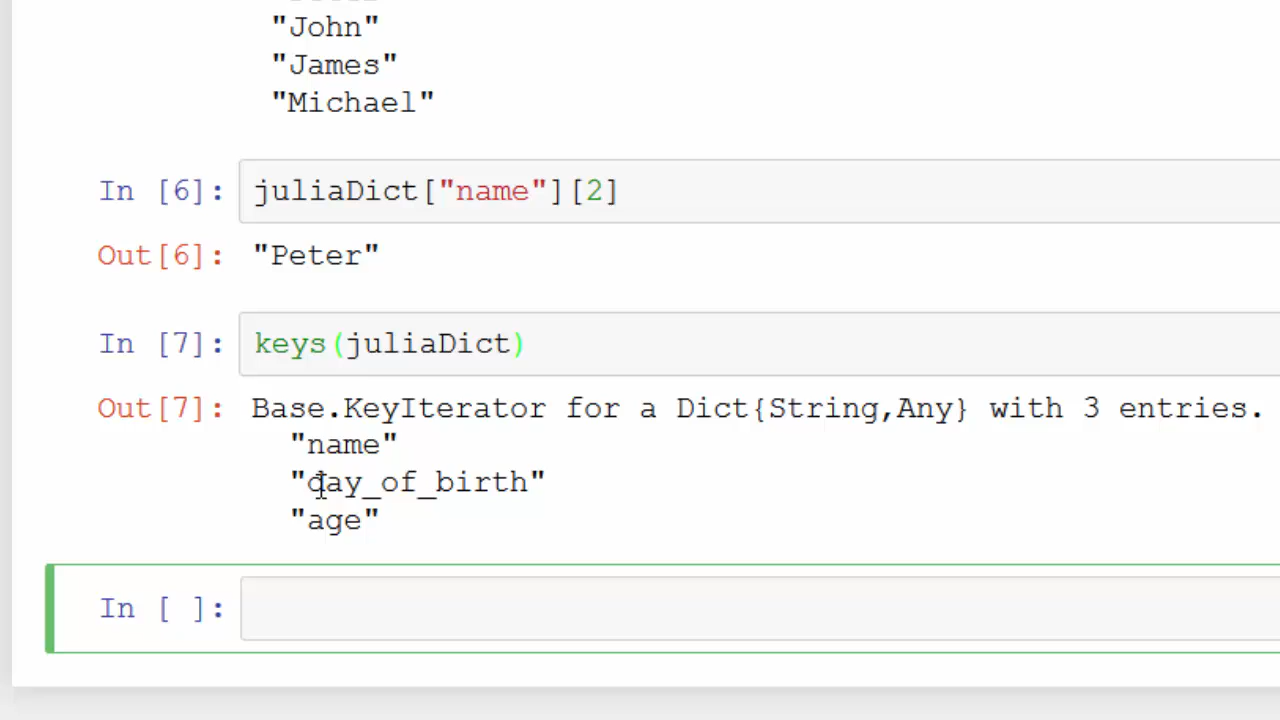 "John"
"James"
"Michael"
In [6]: juliaDict["name"][2]
Out[6]: "Peter"
In [7]: keys(juliaDict)
Out[7]: Base.KeyIterator for a Dict{String,Any} with 3 entries.
"name"
"day_of_birth"
"age"
In [ ]: